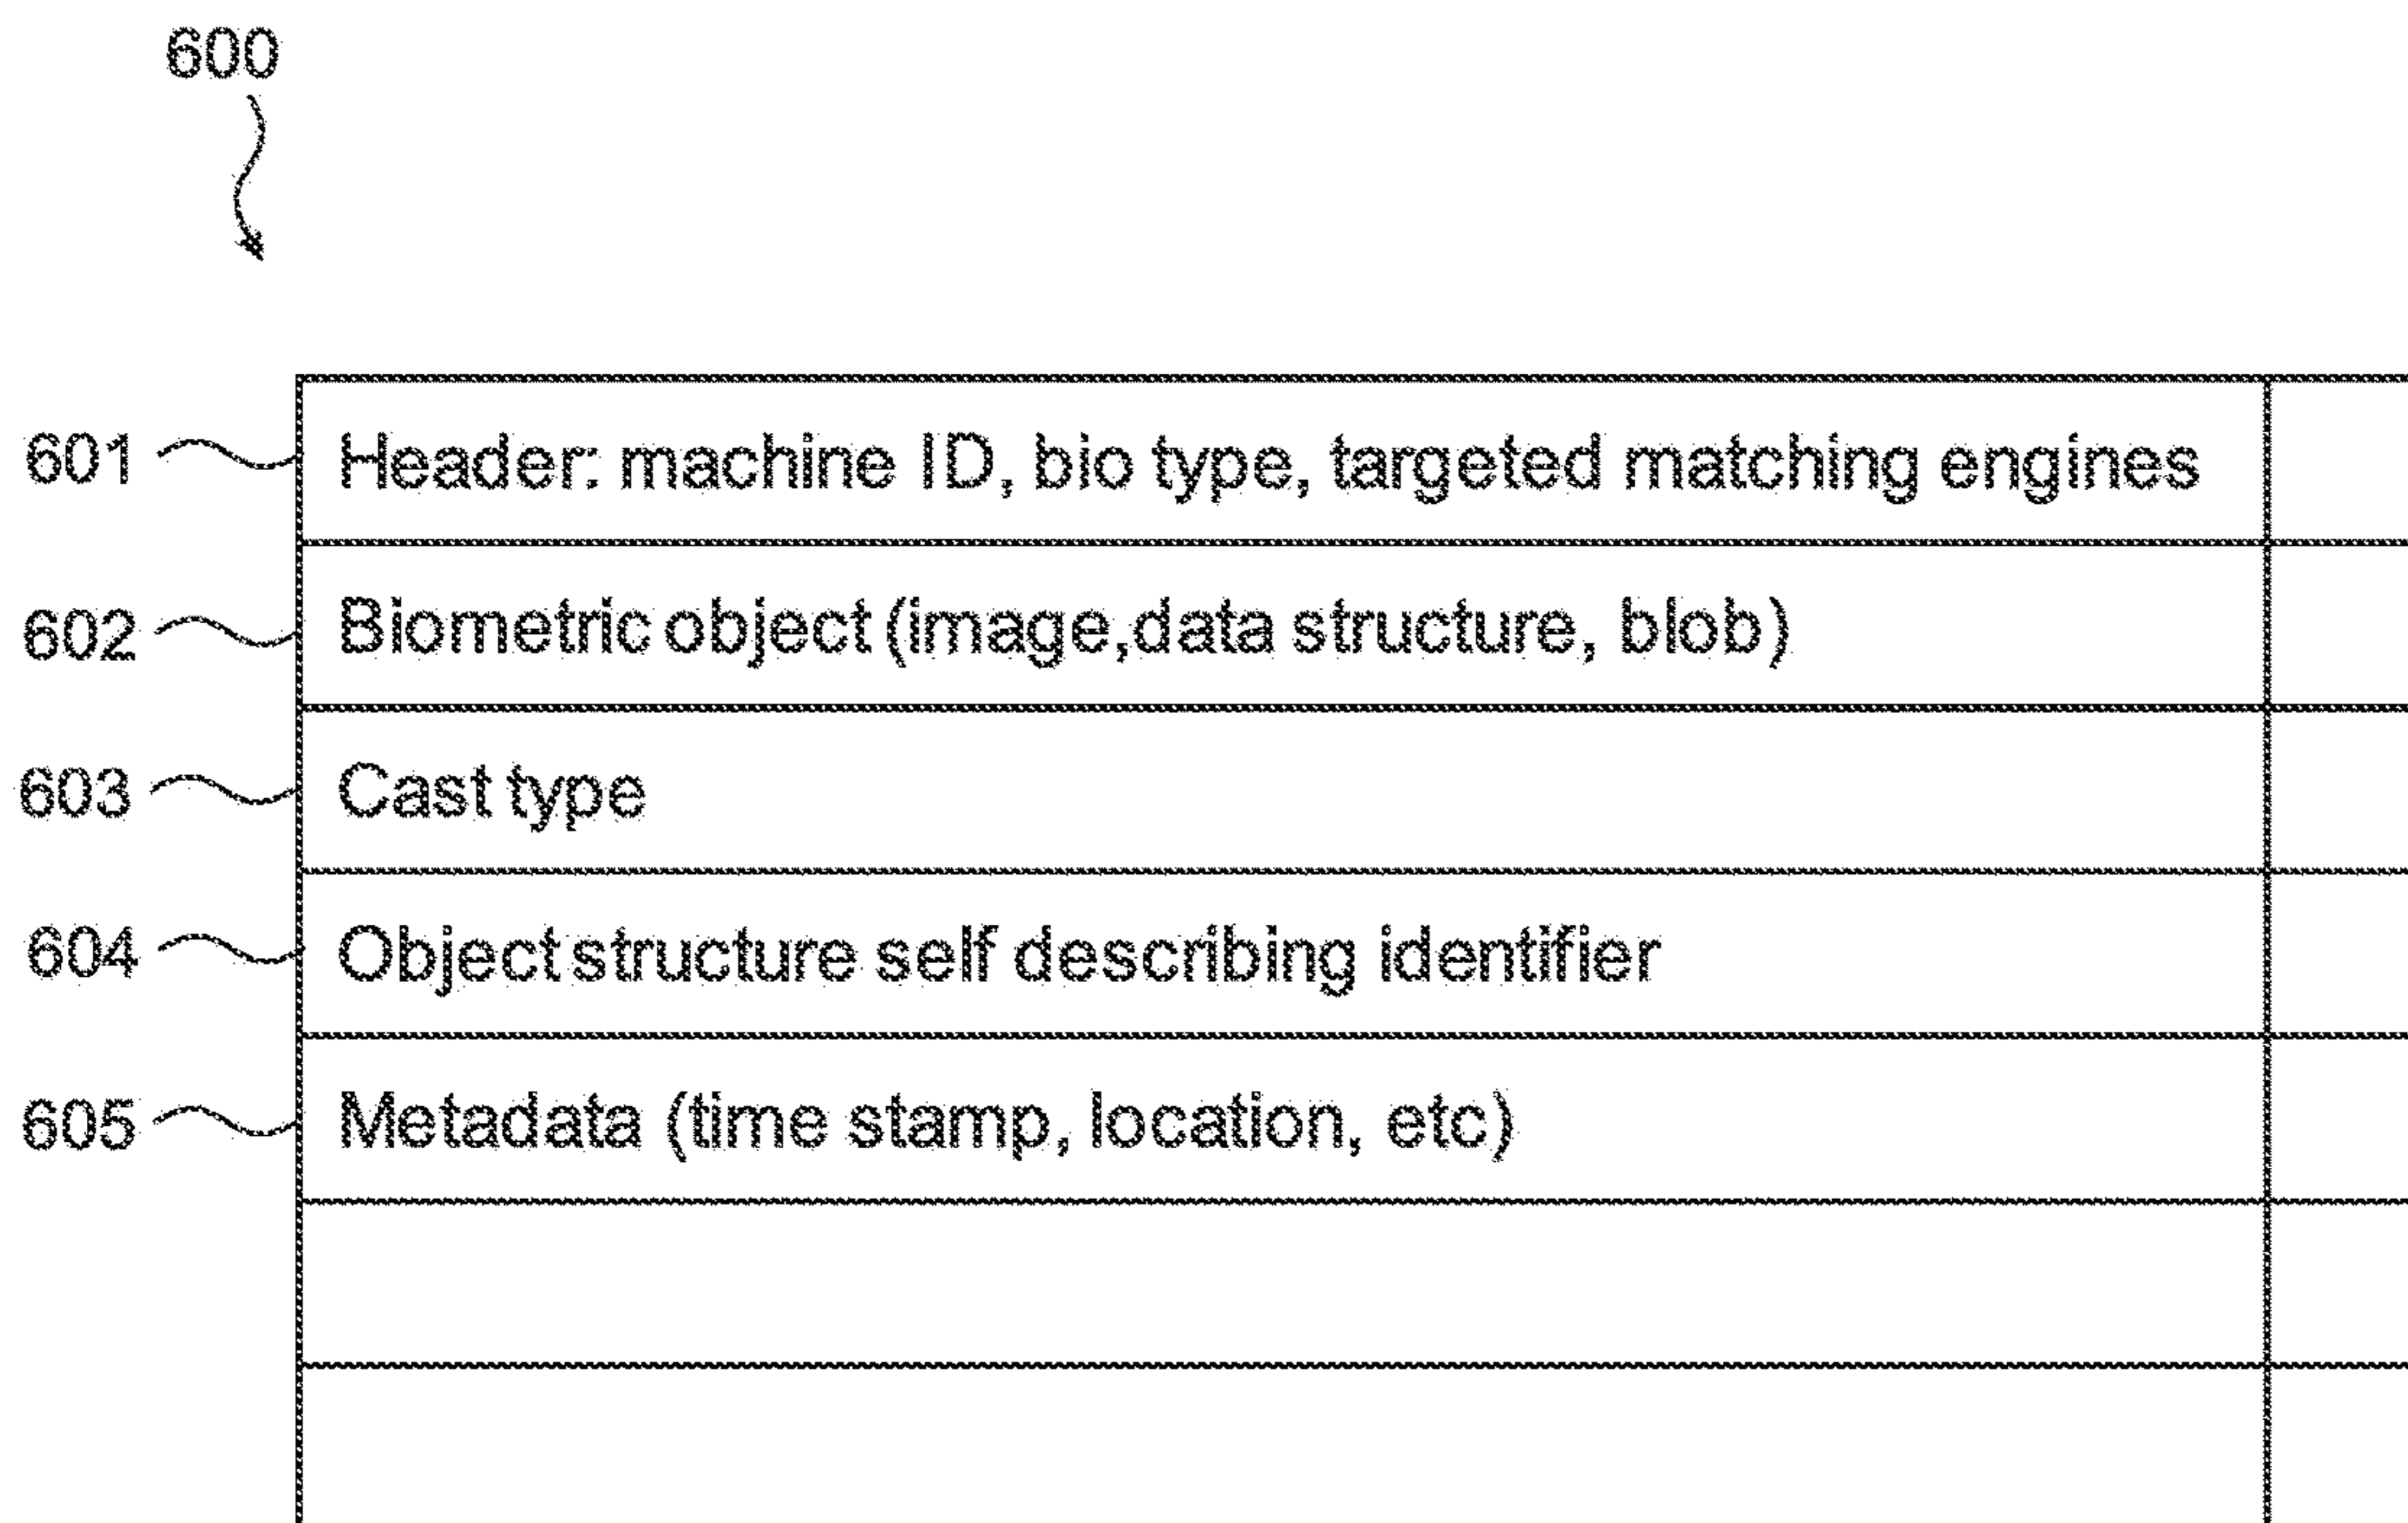 600
601 Header: machine ID, bio type, targeted matching engines
602 Biometric object (image,data structure, blob)
603 Cast type
604 Object structure self describing identifier
605 Metadata (time stamp, location, etc)